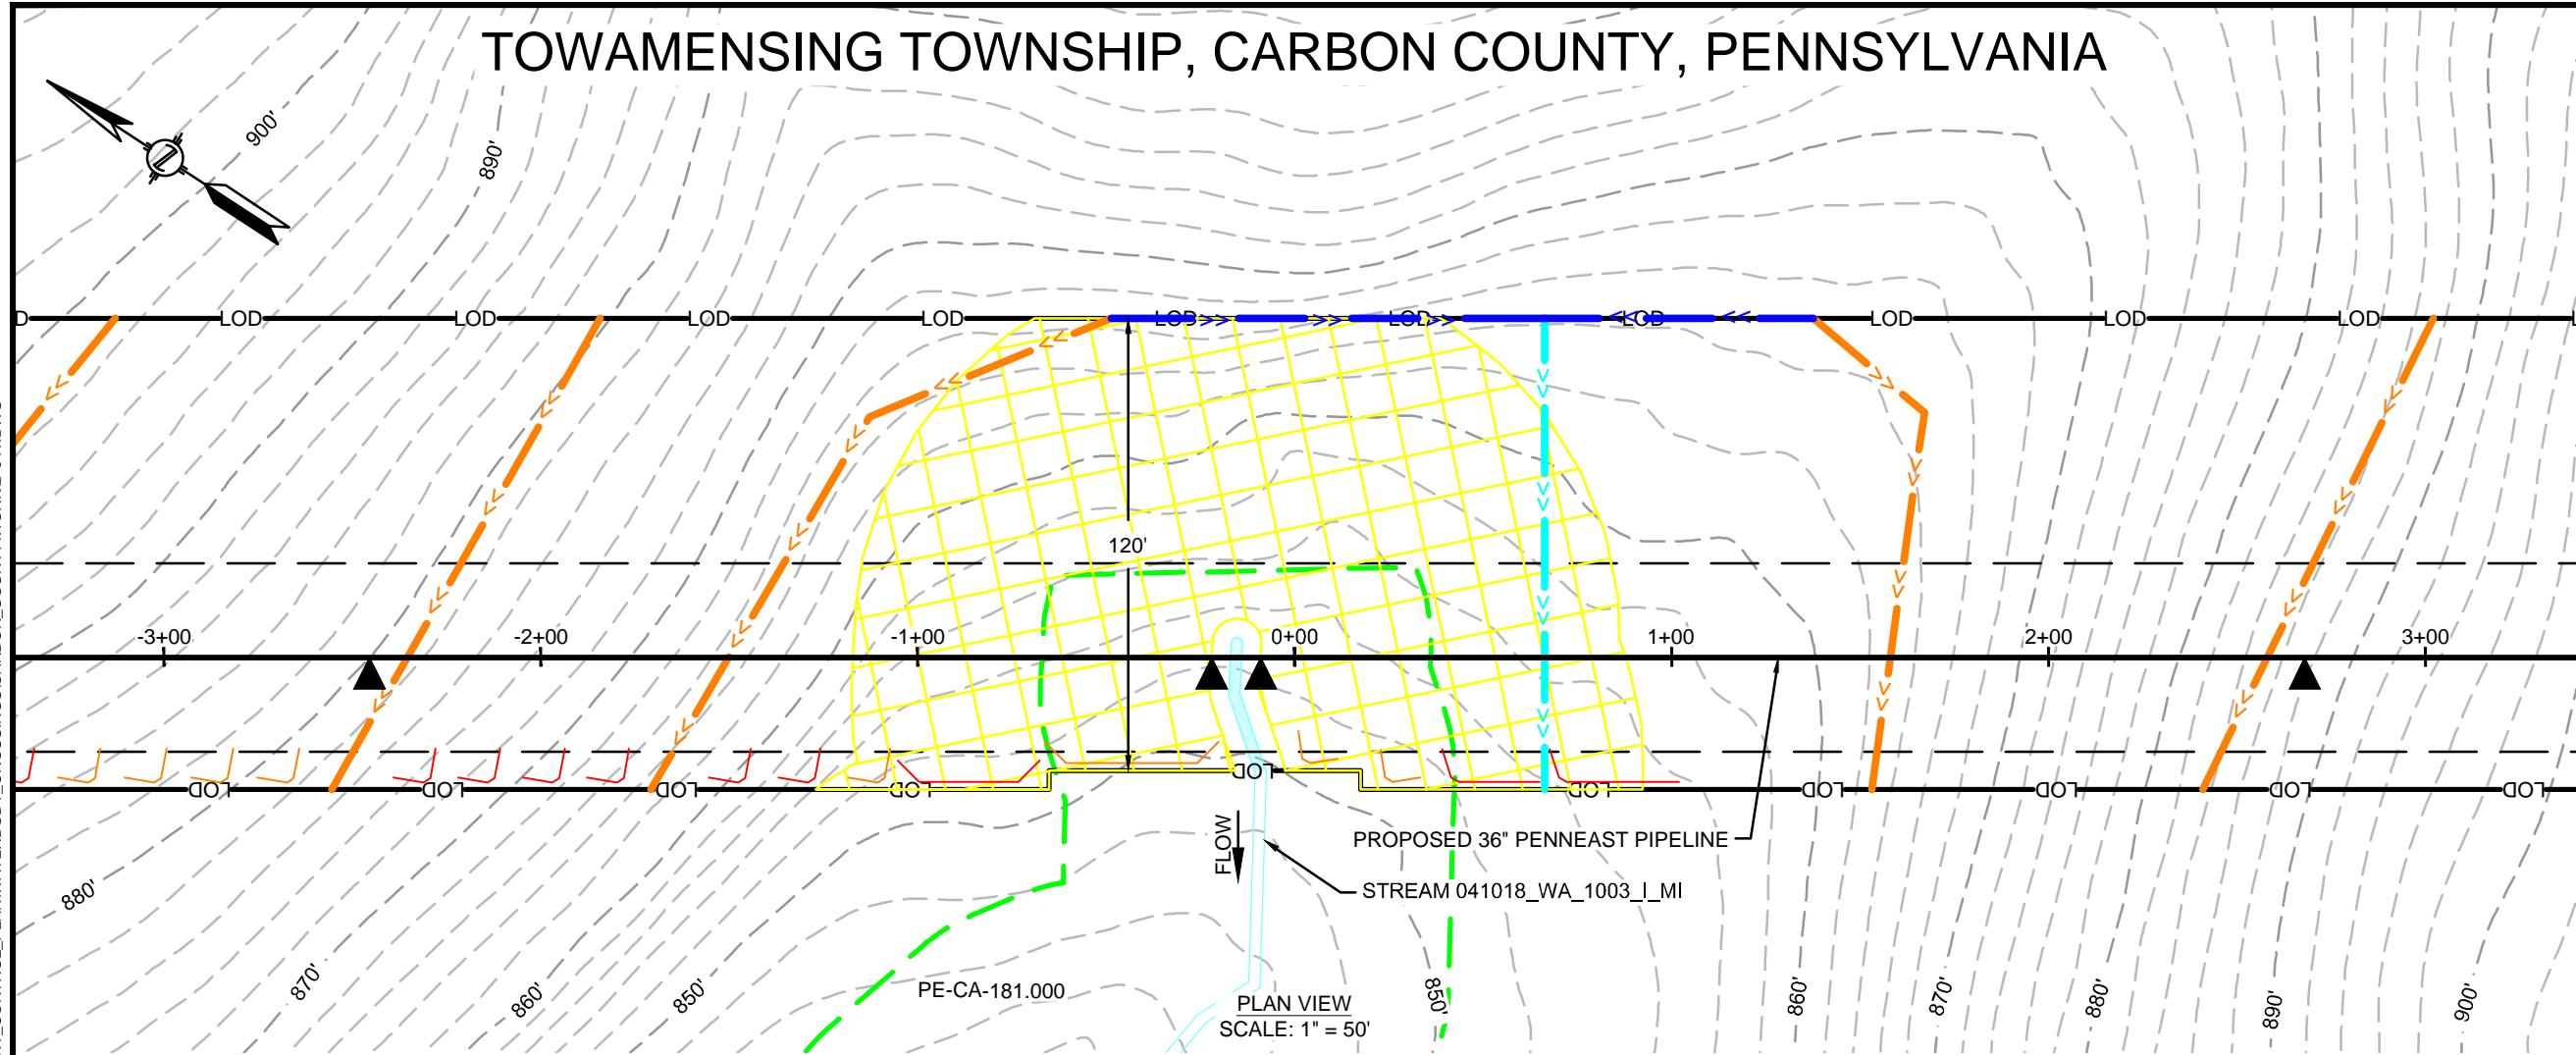 TOWAMENSING TOWNSHIP, CARBON COUNTY, PENNSYLVANIA
900'
890'
LOD LOD LOD LOD LOD LOD LOD LOD LOD LOD
120'
-3+00 -2+00 -1+00 0+00 1+00 2+00 3+00
LOD LOD LOD LOD LOD LOD LOD LOD LOD LOD
FLOW
PROPOSED 36" PENNEAST PIPELINE
STREAM 041018_WA_1003_I_MI
880'
870'
860'
850'
PE-CA-181.000
PLAN VIEW
SCALE: 1" = 50'
850'
860'
870'
880'
890'
900'